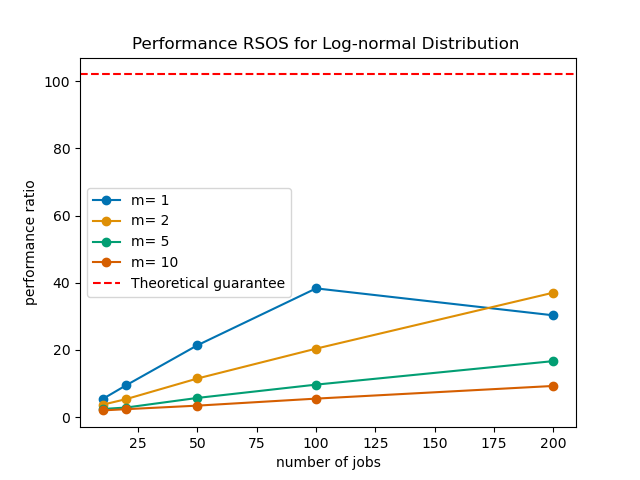 Performance RSOS for Log-normal Distribution
performance ratio
100
80
60
40
20
0
m= 1
m= 2
m= 5
m= 10
Theoretical guarantee
25 50 75 100 125 150 175 200
number of jobs